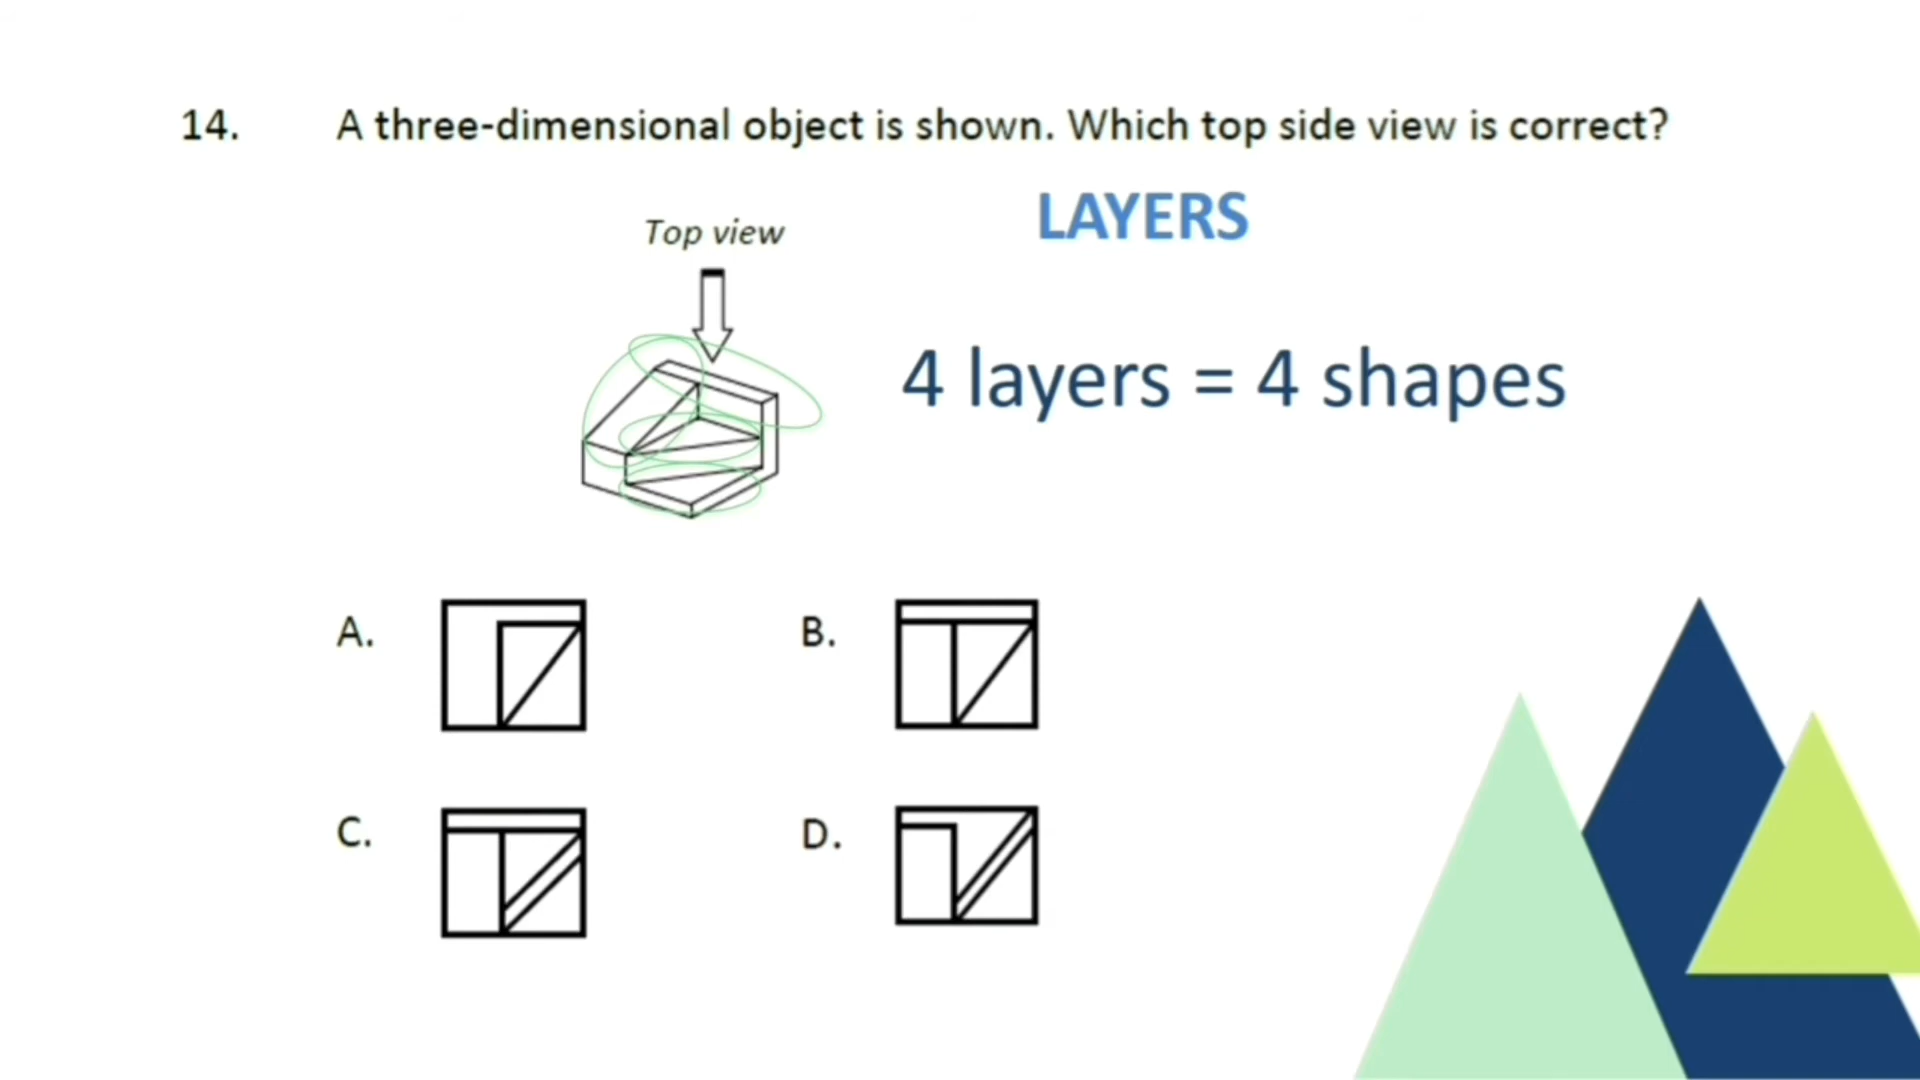 14. A three-dimensional object is shown. Which top side view is correct?
LAYERS
Top view
4 layers = 4 shapes
A.
B.
C.
D.